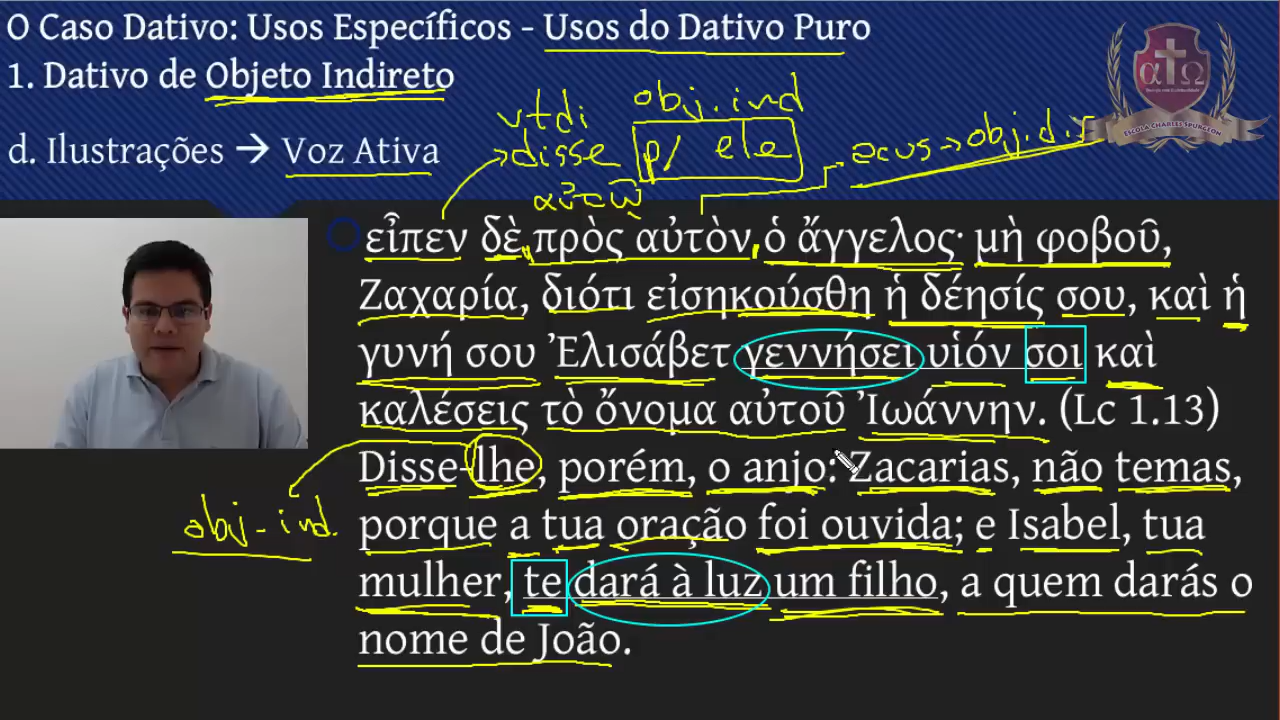 O Caso Dativo: Usos Específicos - Usos do Dativo Puro
1. Dativo de Objeto Indireto
d. Ilustrações → Voz Ativa
vtdi
obj. ind
disse
p/ ele
acus → obj. d.
αὐτῷ
α Ω
ESCOLA CHARLES SPURGEON
εἶπεν δὲ πρὸς αὐτὸν ὁ ἄγγελος· μὴ φοβοῦ,
Ζαχαρία, διότι εἰσηκούσθη ἡ δέησίς σου, καὶ ἡ
γυνή σου Ἐλισάβετ γεννήσει υἱόν σοι καὶ
καλέσεις τὸ ὄνομα αὐτοῦ Ἰωάννην. (Lc 1.13)
Disse-lhe, porém, o anjo: Zacarias, não temas,
porque a tua oração foi ouvida; e Isabel, tua
mulher, te dará à luz um filho, a quem darás o
nome de João.
obj-ind.